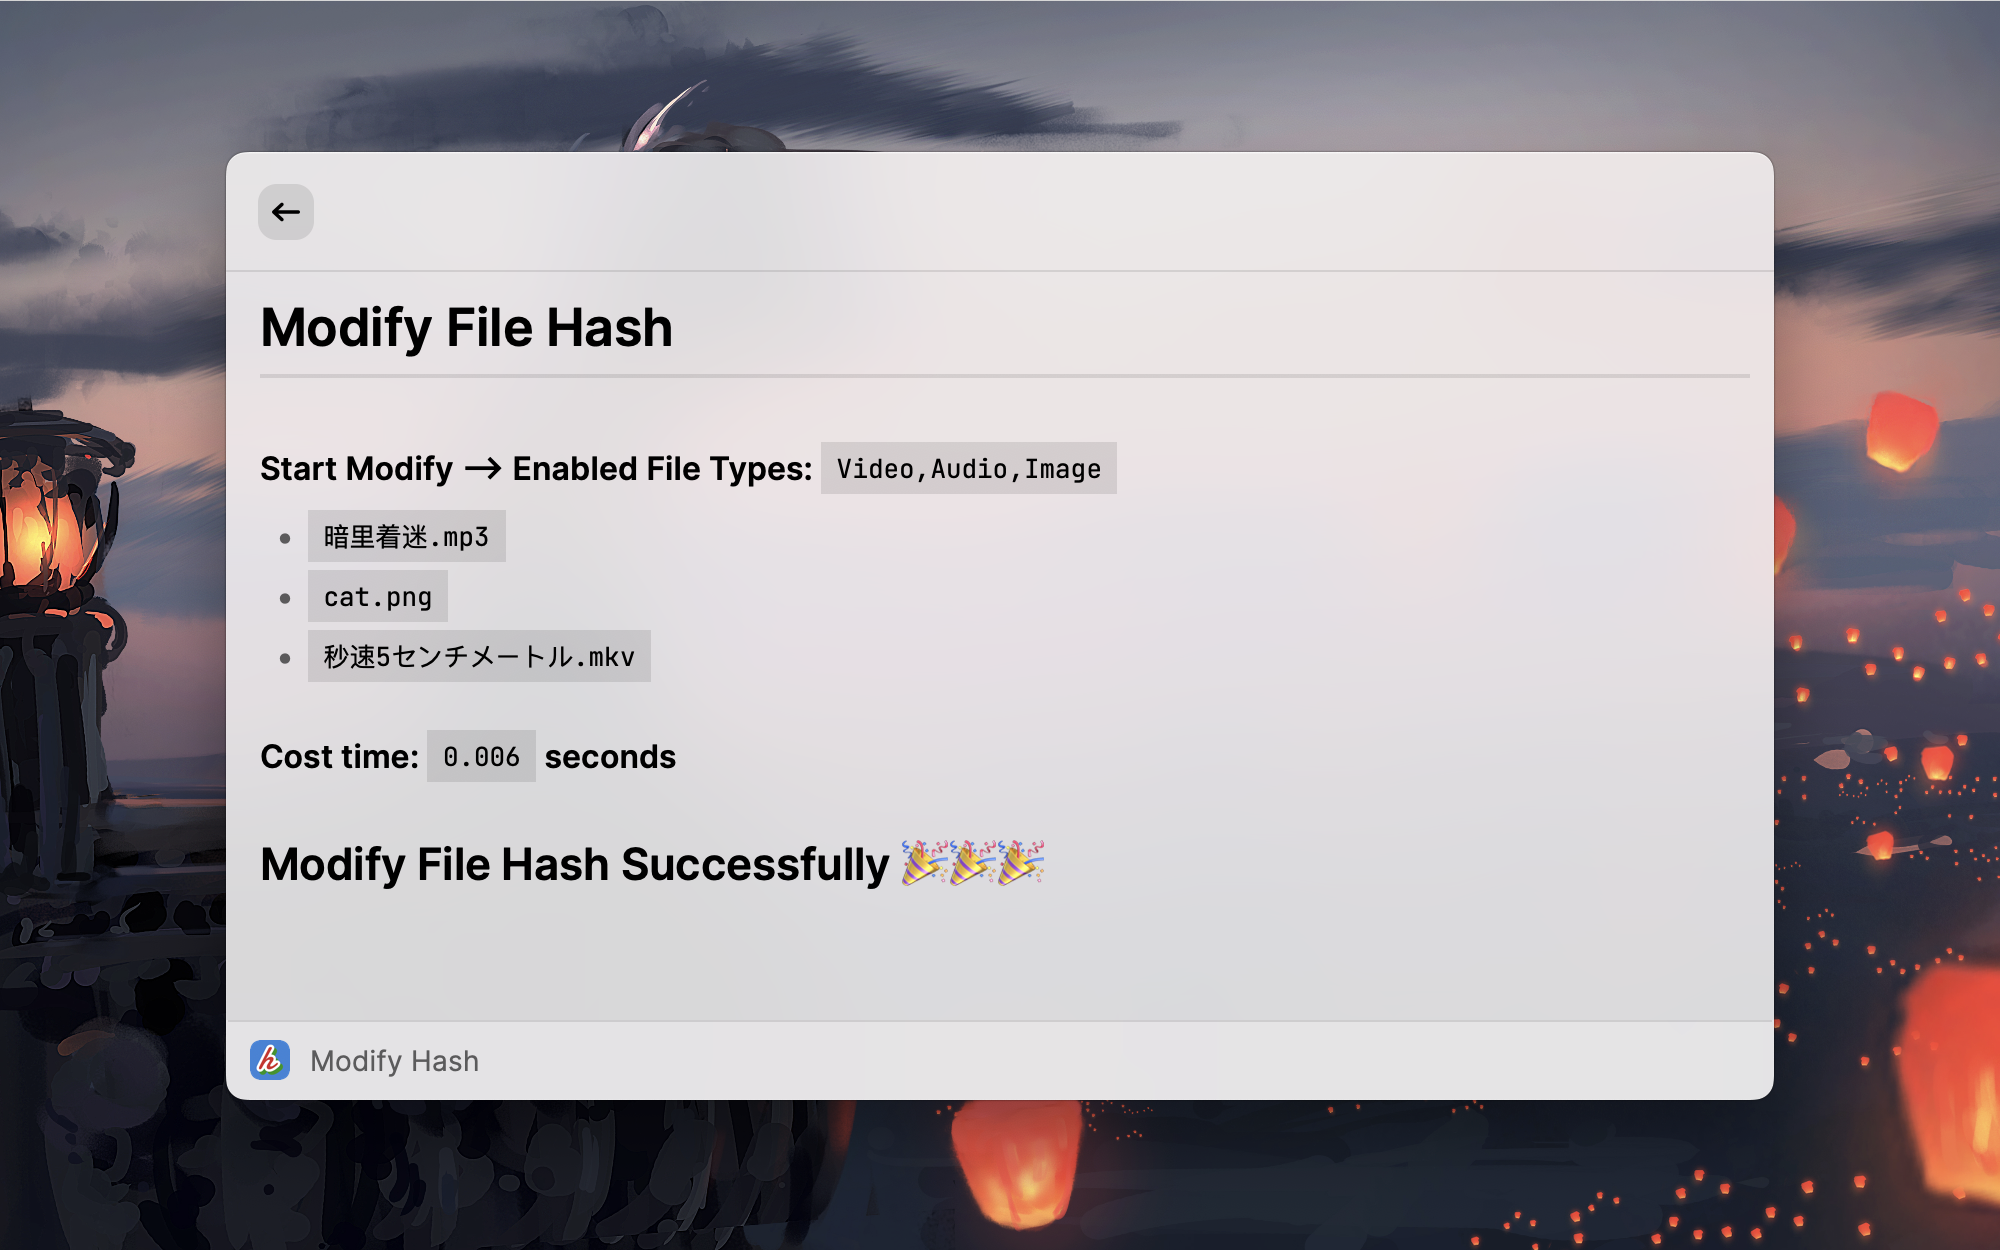 Modify File Hash
Start Modify —> Enabled File Types: Video,Audio,Image
暗里着迷.mp3
cat.png
秒速5センチメートル.mkv
Cost time: 0.006 seconds
Modify File Hash Successfully 🎉🎉🎉
h Modify Hash